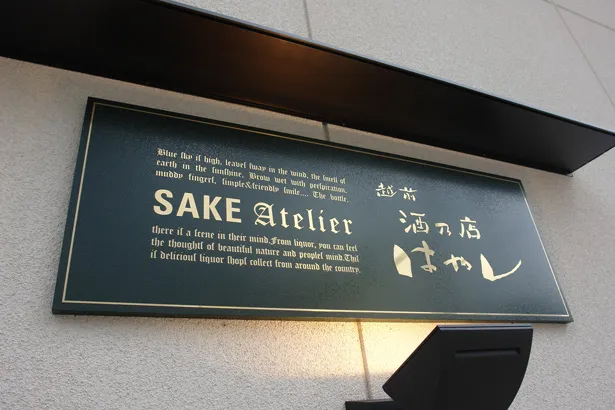 Blue sky is high, leaves sway in the wind, the smell of
earth in the sunshine, Brow wet with perspiration,
muddy fingers, simple&friendly smile.... The bottle,
SAKE Atelier
there is a scene in their mind.From liquor, you can feel
the thought of beautiful nature and peoples mind.This
is delicious liquor shops collect from around the country.
越前
酒乃店
はやし